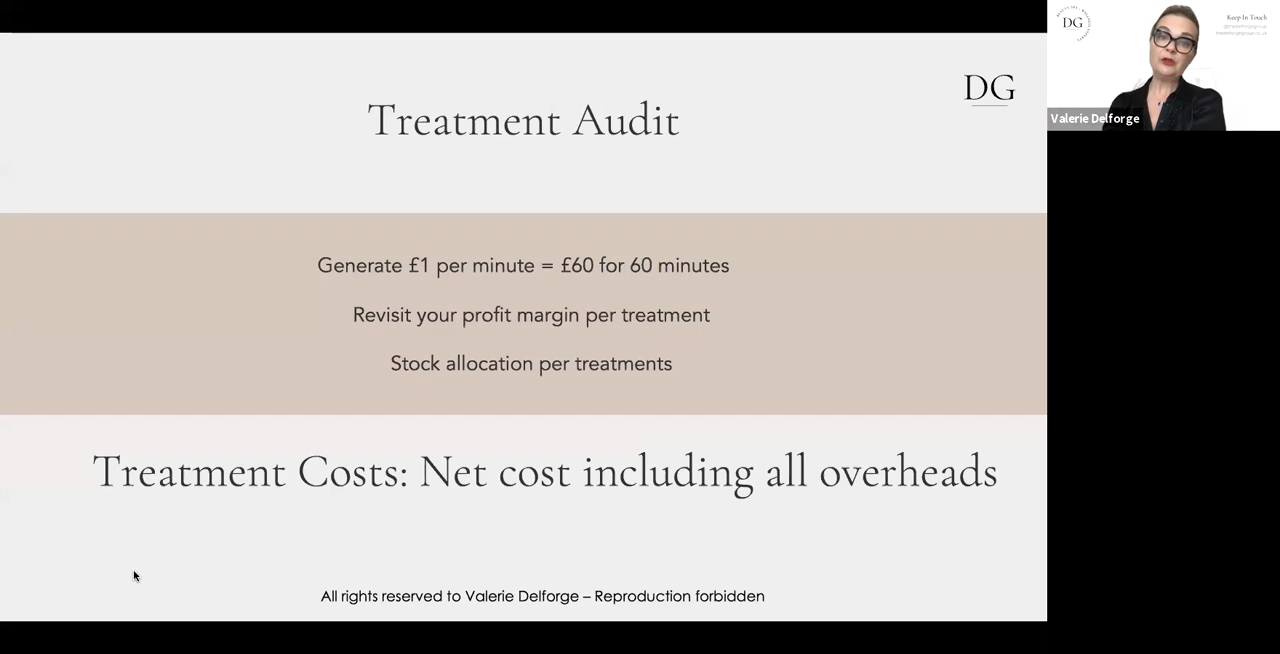 Treatment Audit
DG
Generate £1 per minute = £60 for 60 minutes
Revisit your profit margin per treatment
Stock allocation per treatments
Treatment Costs: Net cost including all overheads
All rights reserved to Valerie Delforge – Reproduction forbidden
DG
Keep In Touch
Valerie Delforge